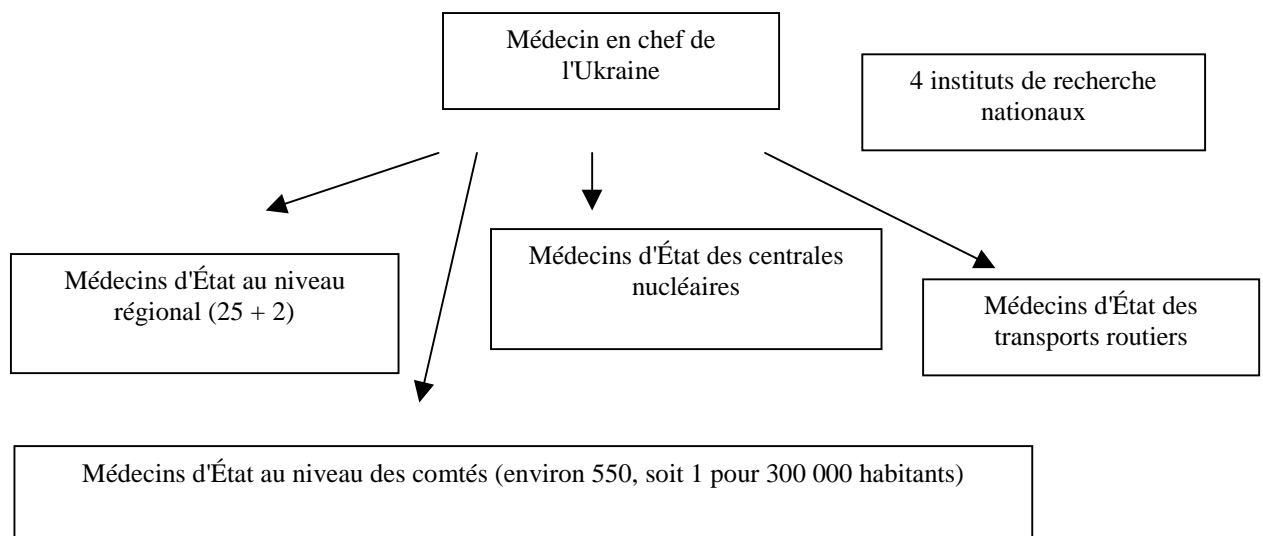 Médecin en chef de
l'Ukraine
4 instituts de recherche
nationaux
Médecins d'État au niveau
régional (25 + 2)
Médecins d'État des centrales
nucléaires
Médecins d'État des
transports routiers
Médecins d'État au niveau des comtés (environ 550, soit 1 pour 300 000 habitants)